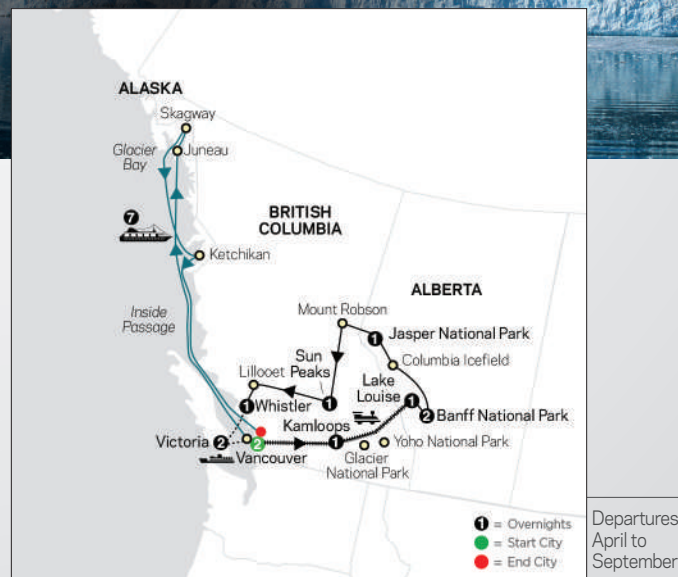 ALASKA
Skagway
Glacier
Bay
Juneau
7
BRITISH
COLUMBIA
Ketchikan
ALBERTA
Inside
Passage
Mount Robson
1
Jasper National Park
Sun
Peaks
Columbia Icefield
Lillooet
Lake
Louise
1
1
Whistler
1
1
2
Banff National Park
Kamloops
Victoria
2
2
Vancouver
1
Yoho National Park
Glacier
National Park
1 = Overnights
= Start City
= End City
Departures
April to
September